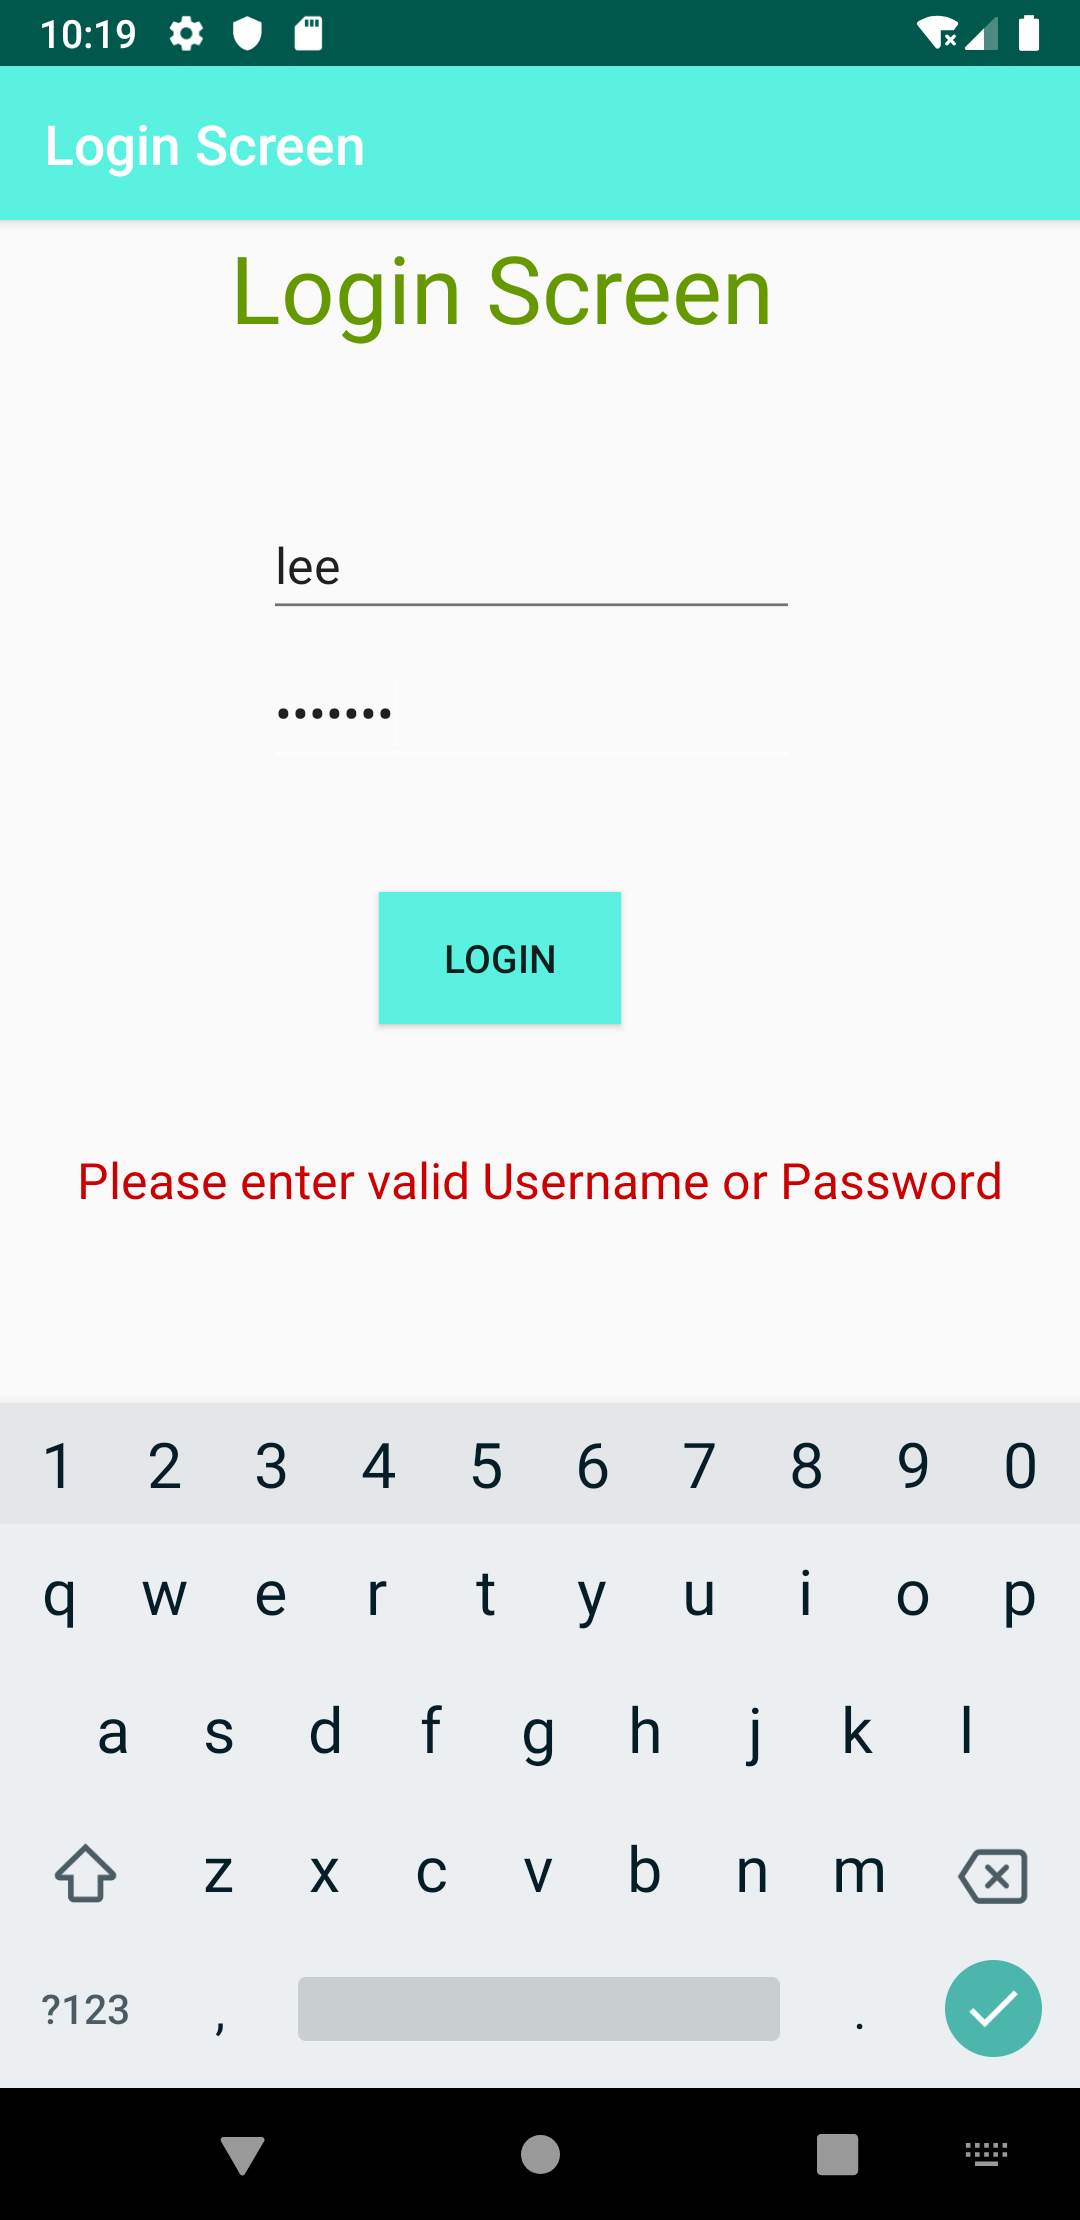 10:19
Login Screen
Login Screen
lee
•••••••
LOGIN
Please enter valid Username or Password
1 2 3 4 5 6 7 8 9 0
q w e r t y u i o p
a s d f g h j k l
z x c v b n m
?123 , .